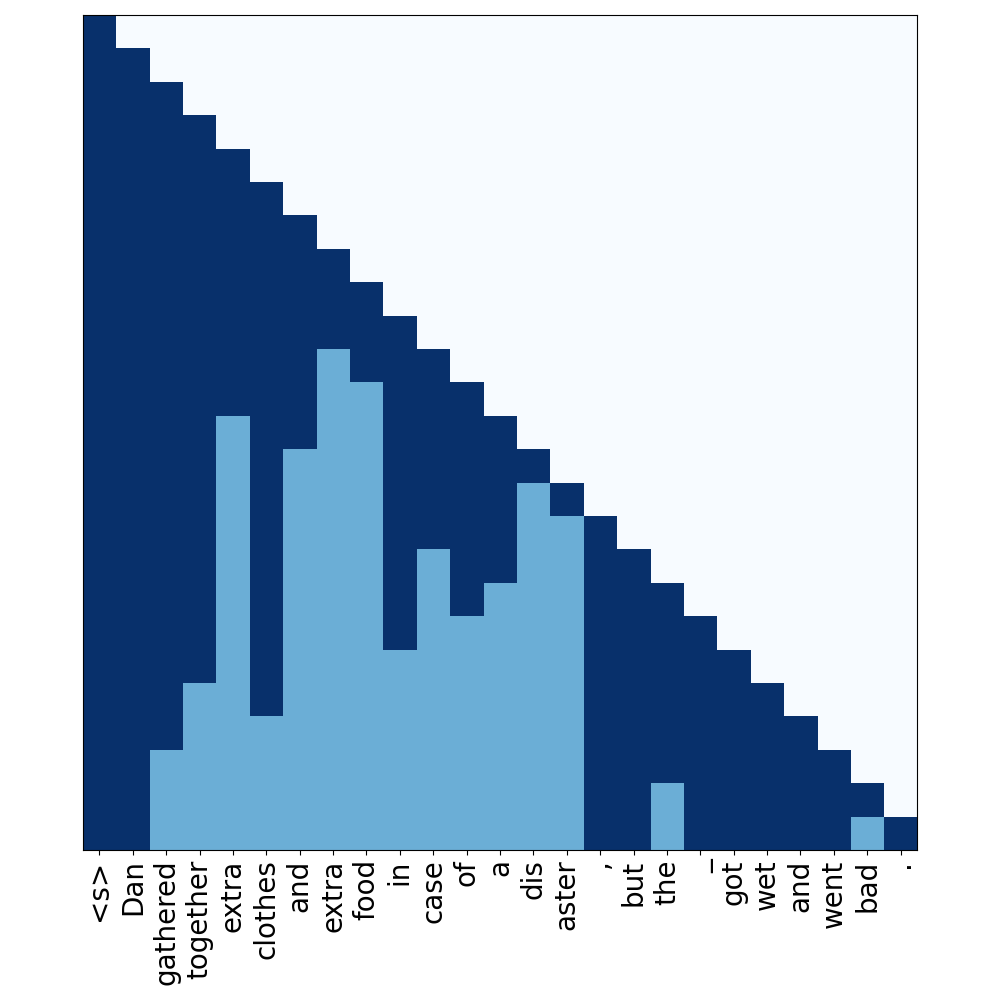 <s> Dan gathered together extra clothes and extra food in case of a dis aster , but the _ got wet and went bad .